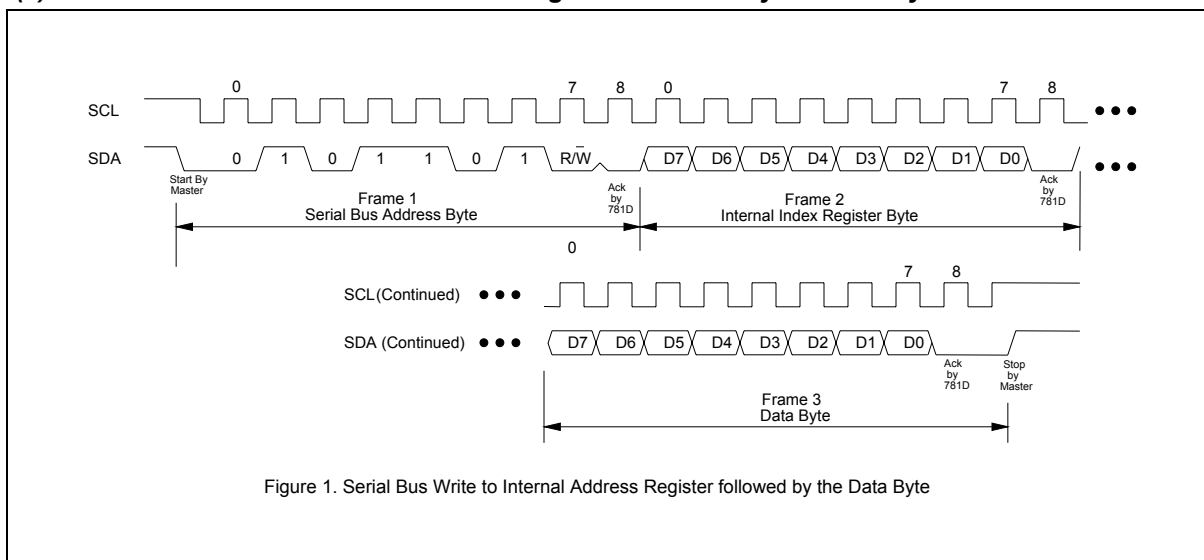 0 7 8 0 7 8
SCL
SDA
0 1 0 1 1 0 1 R/W D7 D6 D5 D4 D3 D2 D1 D0
Start By
Master
Ack
by
781D
Ack
by
781D
Frame 1
Serial Bus Address Byte
Frame 2
Internal Index Register Byte
0
7 8
SCL(Continued)
SDA (Continued)
D7 D6 D5 D4 D3 D2 D1 D0
Ack
by
781D
Stop
by
Master
Frame 3
Data Byte
Figure 1. Serial Bus Write to Internal Address Register followed by the Data Byte